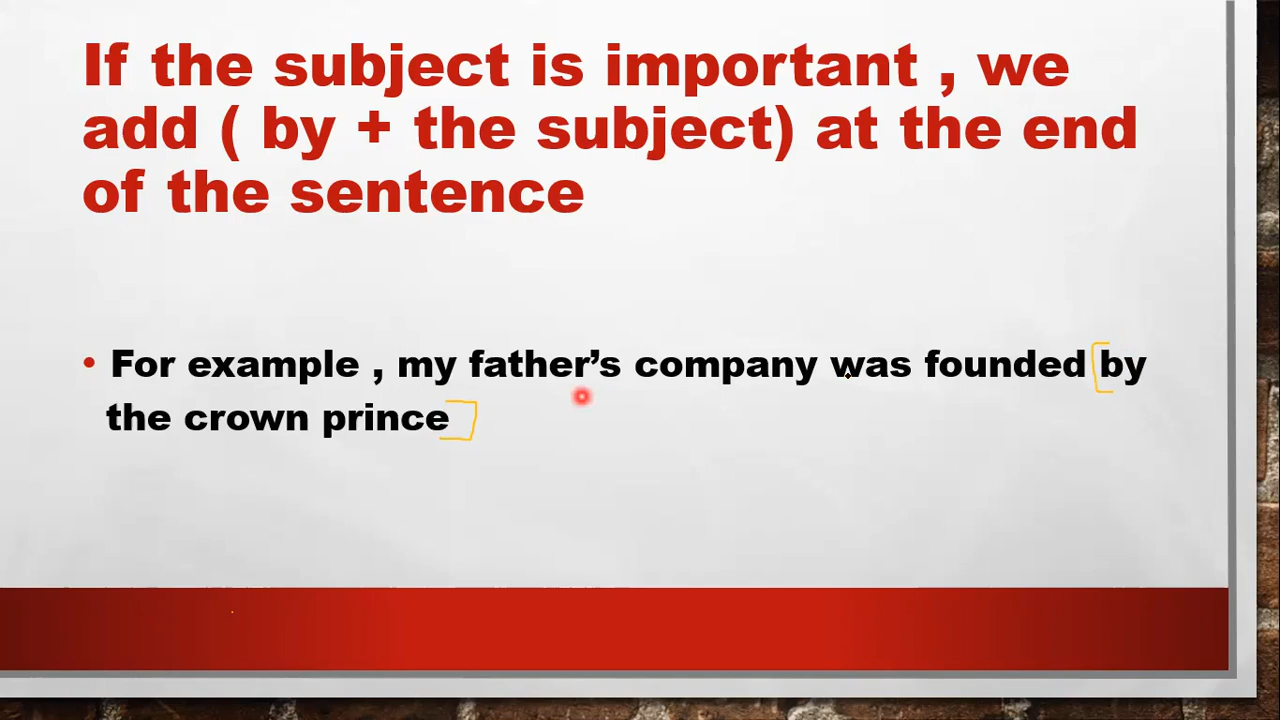 If the subject is important , we
add ( by + the subject) at the end
of the sentence
• For example , my father’s company was founded by
the crown prince